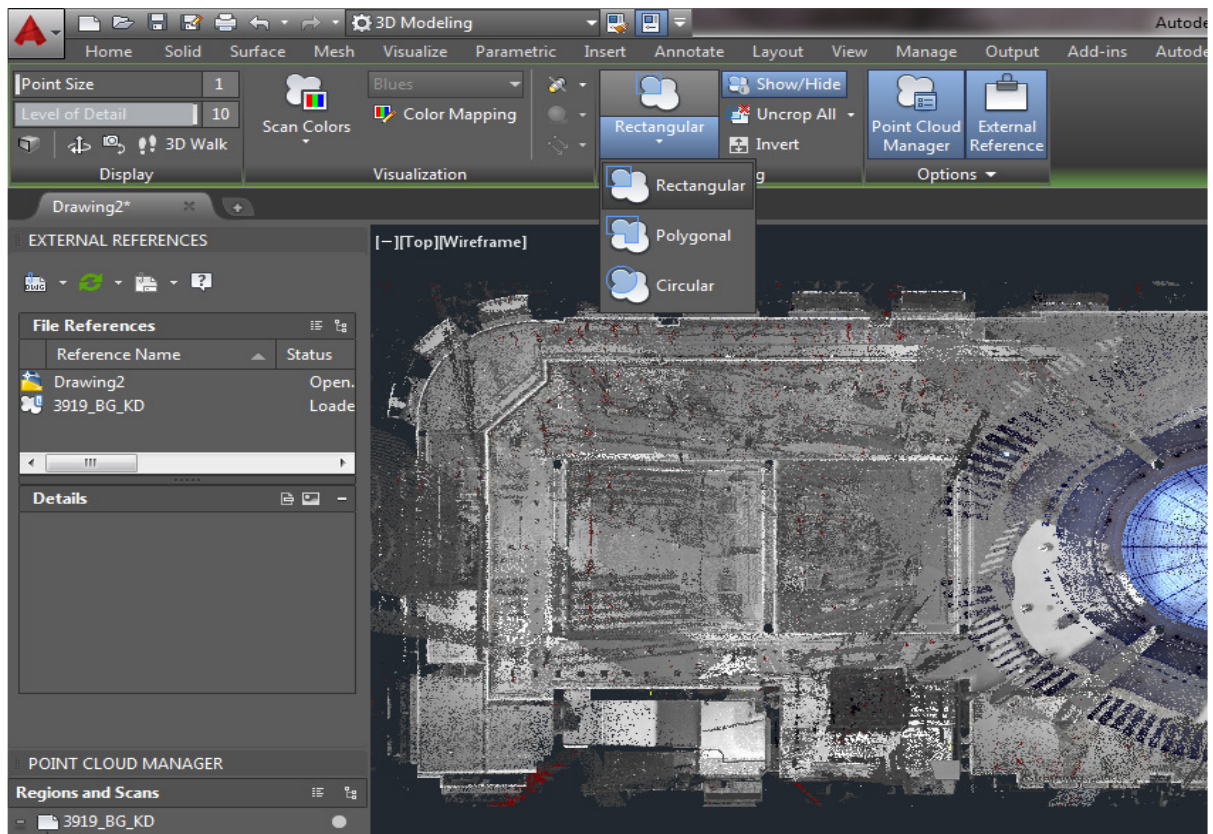 3D Modeling
Autod
Home Solid Surface Mesh Visualize Parametric Insert Annotate Layout View Manage Output Add-ins Autode
Point Size 1
Level of Detail 10
3D Walk
Display
Scan Colors
Blues
Color Mapping
Visualization
Rectangular
Show/Hide
Uncrop All
Invert
g
Point Cloud
Manager
External
Reference
Options
Rectangular
Polygonal
Circular
Drawing2*
EXTERNAL REFERENCES
DWG
File References
Reference Name Status
Drawing2 Open.
3919_BG_KD Loade
Details
POINT CLOUD MANAGER
Regions and Scans
3919_BG_KD
[−][Top][Wireframe]